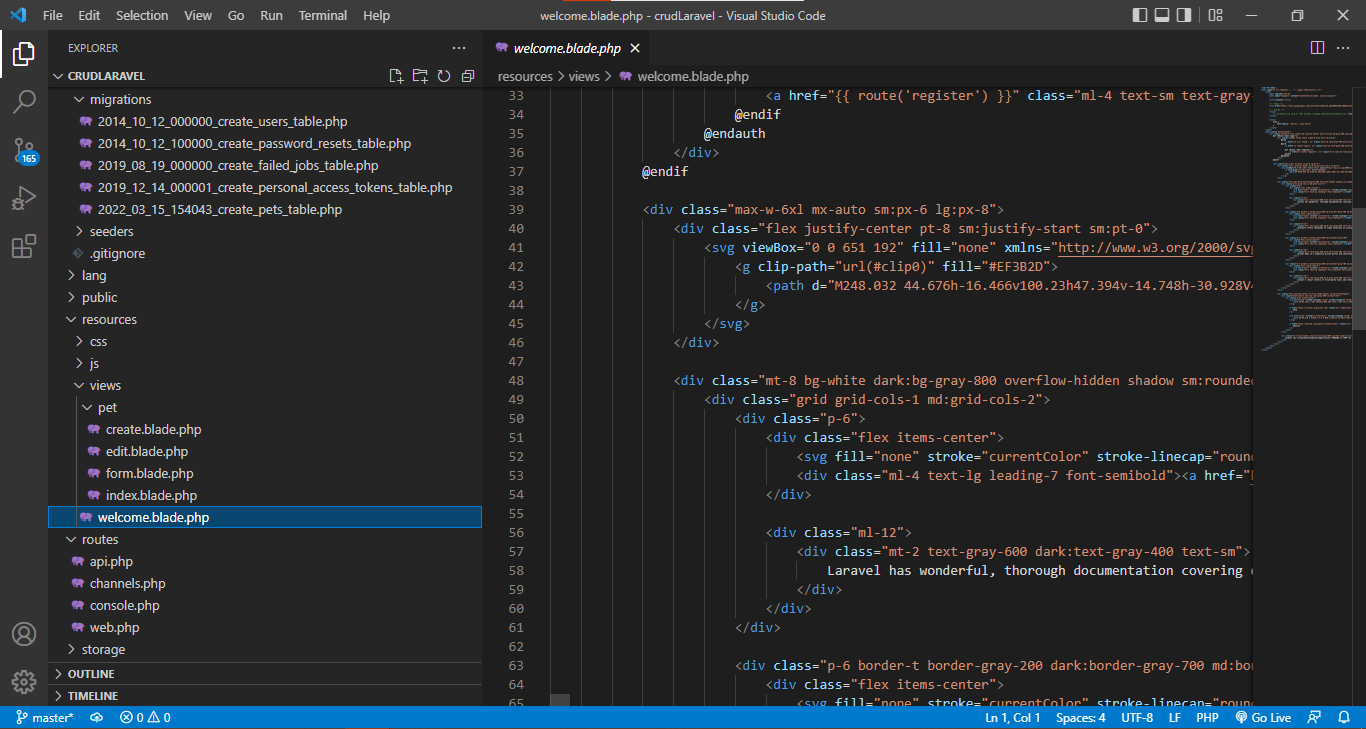 File Edit Selection View Go Run Terminal Help
welcome.blade.php - crudLaravel - Visual Studio Code
EXPLORER
CRUDLARAVEL
migrations
2014_10_12_000000_create_users_table.php
2014_10_12_100000_create_password_resets_table.php
2019_08_19_000000_create_failed_jobs_table.php
2019_12_14_000001_create_personal_access_tokens_table.php
2022_03_15_154043_create_pets_table.php
seeders
.gitignore
lang
public
resources
css
js
views
pet
create.blade.php
edit.blade.php
form.blade.php
index.blade.php
welcome.blade.php
routes
api.php
channels.php
console.php
web.php
storage
OUTLINE
TIMELINE
165
welcome.blade.php
resources > views > welcome.blade.php
33 <a href="{{ route('register') }}" class="ml-4 text-sm text-gray-
34 @endif
35 @endauth
36 </div>
37 @endif
38
39 <div class="max-w-6xl mx-auto sm:px-6 lg:px-8">
40 <div class="flex justify-center pt-8 sm:justify-start sm:pt-0">
41 <svg viewBox="0 0 651 192" fill="none" xmlns="http://www.w3.org/2000/svg
42 <g clip-path="url(#clip0)" fill="#EF3B2D">
43 <path d="M248.032 44.676h-16.466v100.23h47.394v-14.748h-30.928V4
44 </g>
45 </svg>
46 </div>
47
48 <div class="mt-8 bg-white dark:bg-gray-800 overflow-hidden shadow sm:rounded
49 <div class="grid grid-cols-1 md:grid-cols-2">
50 <div class="p-6">
51 <div class="flex items-center">
52 <svg fill="none" stroke="currentColor" stroke-linecap="roun
53 <div class="ml-4 text-lg leading-7 font-semibold"><a href="
54 </div>
55
56 <div class="ml-12">
57 <div class="mt-2 text-gray-600 dark:text-gray-400 text-sm">
58 Laravel has wonderful, thorough documentation covering
59 </div>
60 </div>
61 </div>
62
63 <div class="p-6 border-t border-gray-200 dark:border-gray-700 md:bor
64 <div class="flex items-center">
65 <svg fill="none" stroke="currentColor" stroke-linecap="roun
master* 0 0 Ln 1, Col 1 Spaces: 4 UTF-8 LF PHP Go Live